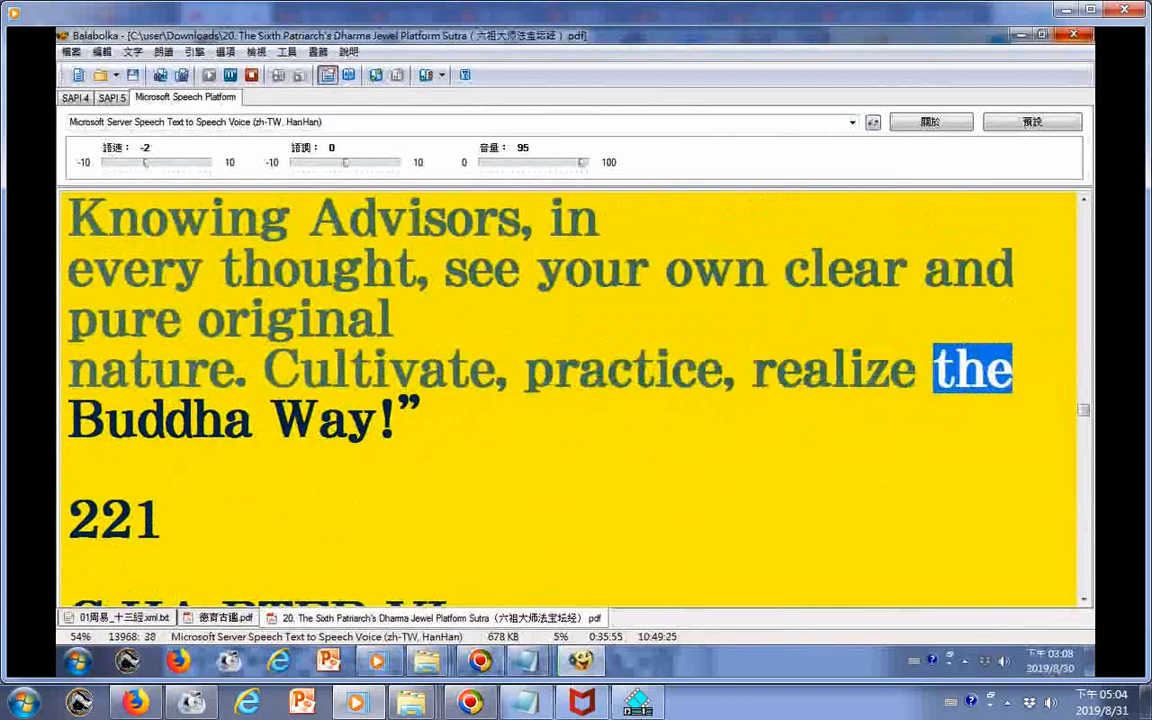 Balabolka - [C:\user\Downloads\20. The Sixth Patriarch's Dharma Jewel Platform Sutra（六祖大师法宝坛经）pdf]
檔案 編輯 文字 朗讀 引擎 選項 檢視 工具 書籤 說明
SAPI 4 SAPI 5 Microsoft Speech Platform
Microsoft Server Speech Text to Speech Voice (zh-TW, HanHan) 關於 預設
語速： -2 語調： 0 音量： 95
-10 10 -10 10 0 100
Knowing Advisors, in
every thought, see your own clear and
pure original
nature. Cultivate, practice, realize the
Buddha Way!”
221
01周易_十三經.xml.txt 德育古鑑.pdf 20. The Sixth Patriarch's Dharma Jewel Platform Sutra（六祖大师法宝坛经）pdf
54% 13968: 38 Microsoft Server Speech Text to Speech Voice (zh-TW, HanHan) 678 KB 5% 0:35:55 10:49:25
下午 03:08
2019/8/30
下午 05:04
2019/8/31